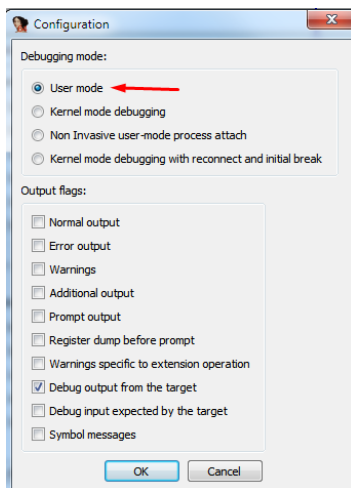 Configuration
Debugging mode:
User mode
Kernel mode debugging
Non Invasive user-mode process attach
Kernel mode debugging with reconnect and initial break
Output flags:
Normal output
Error output
Warnings
Additional output
Prompt output
Register dump before prompt
Warnings specific to extension operation
Debug output from the target
Debug input expected by the target
Symbol messages
OK Cancel